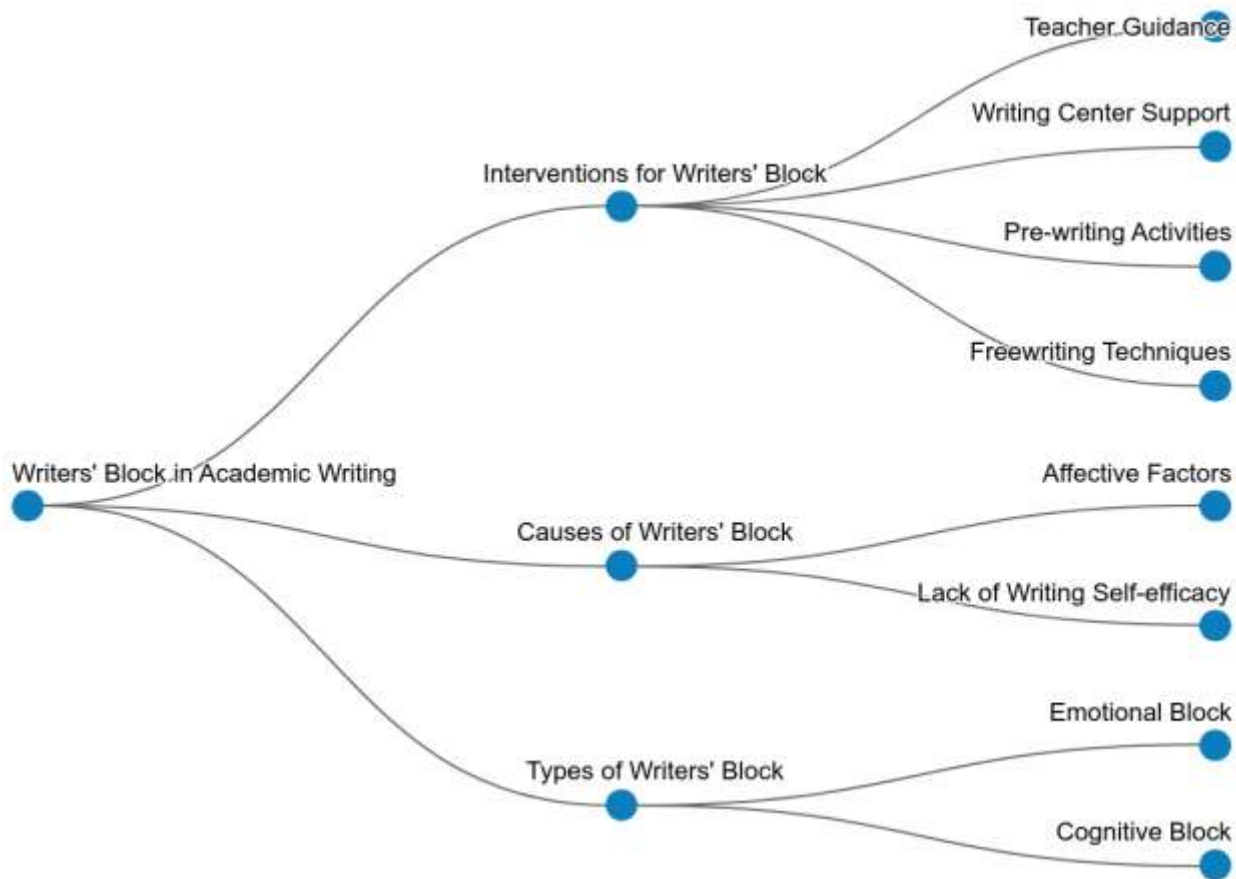 Teacher Guidance
Writing Center Support
Interventions for Writers' Block
Pre-writing Activities
Freewriting Techniques
Writers' Block in Academic Writing
Affective Factors
Causes of Writers' Block
Lack of Writing Self-efficacy
Emotional Block
Types of Writers' Block
Cognitive Block